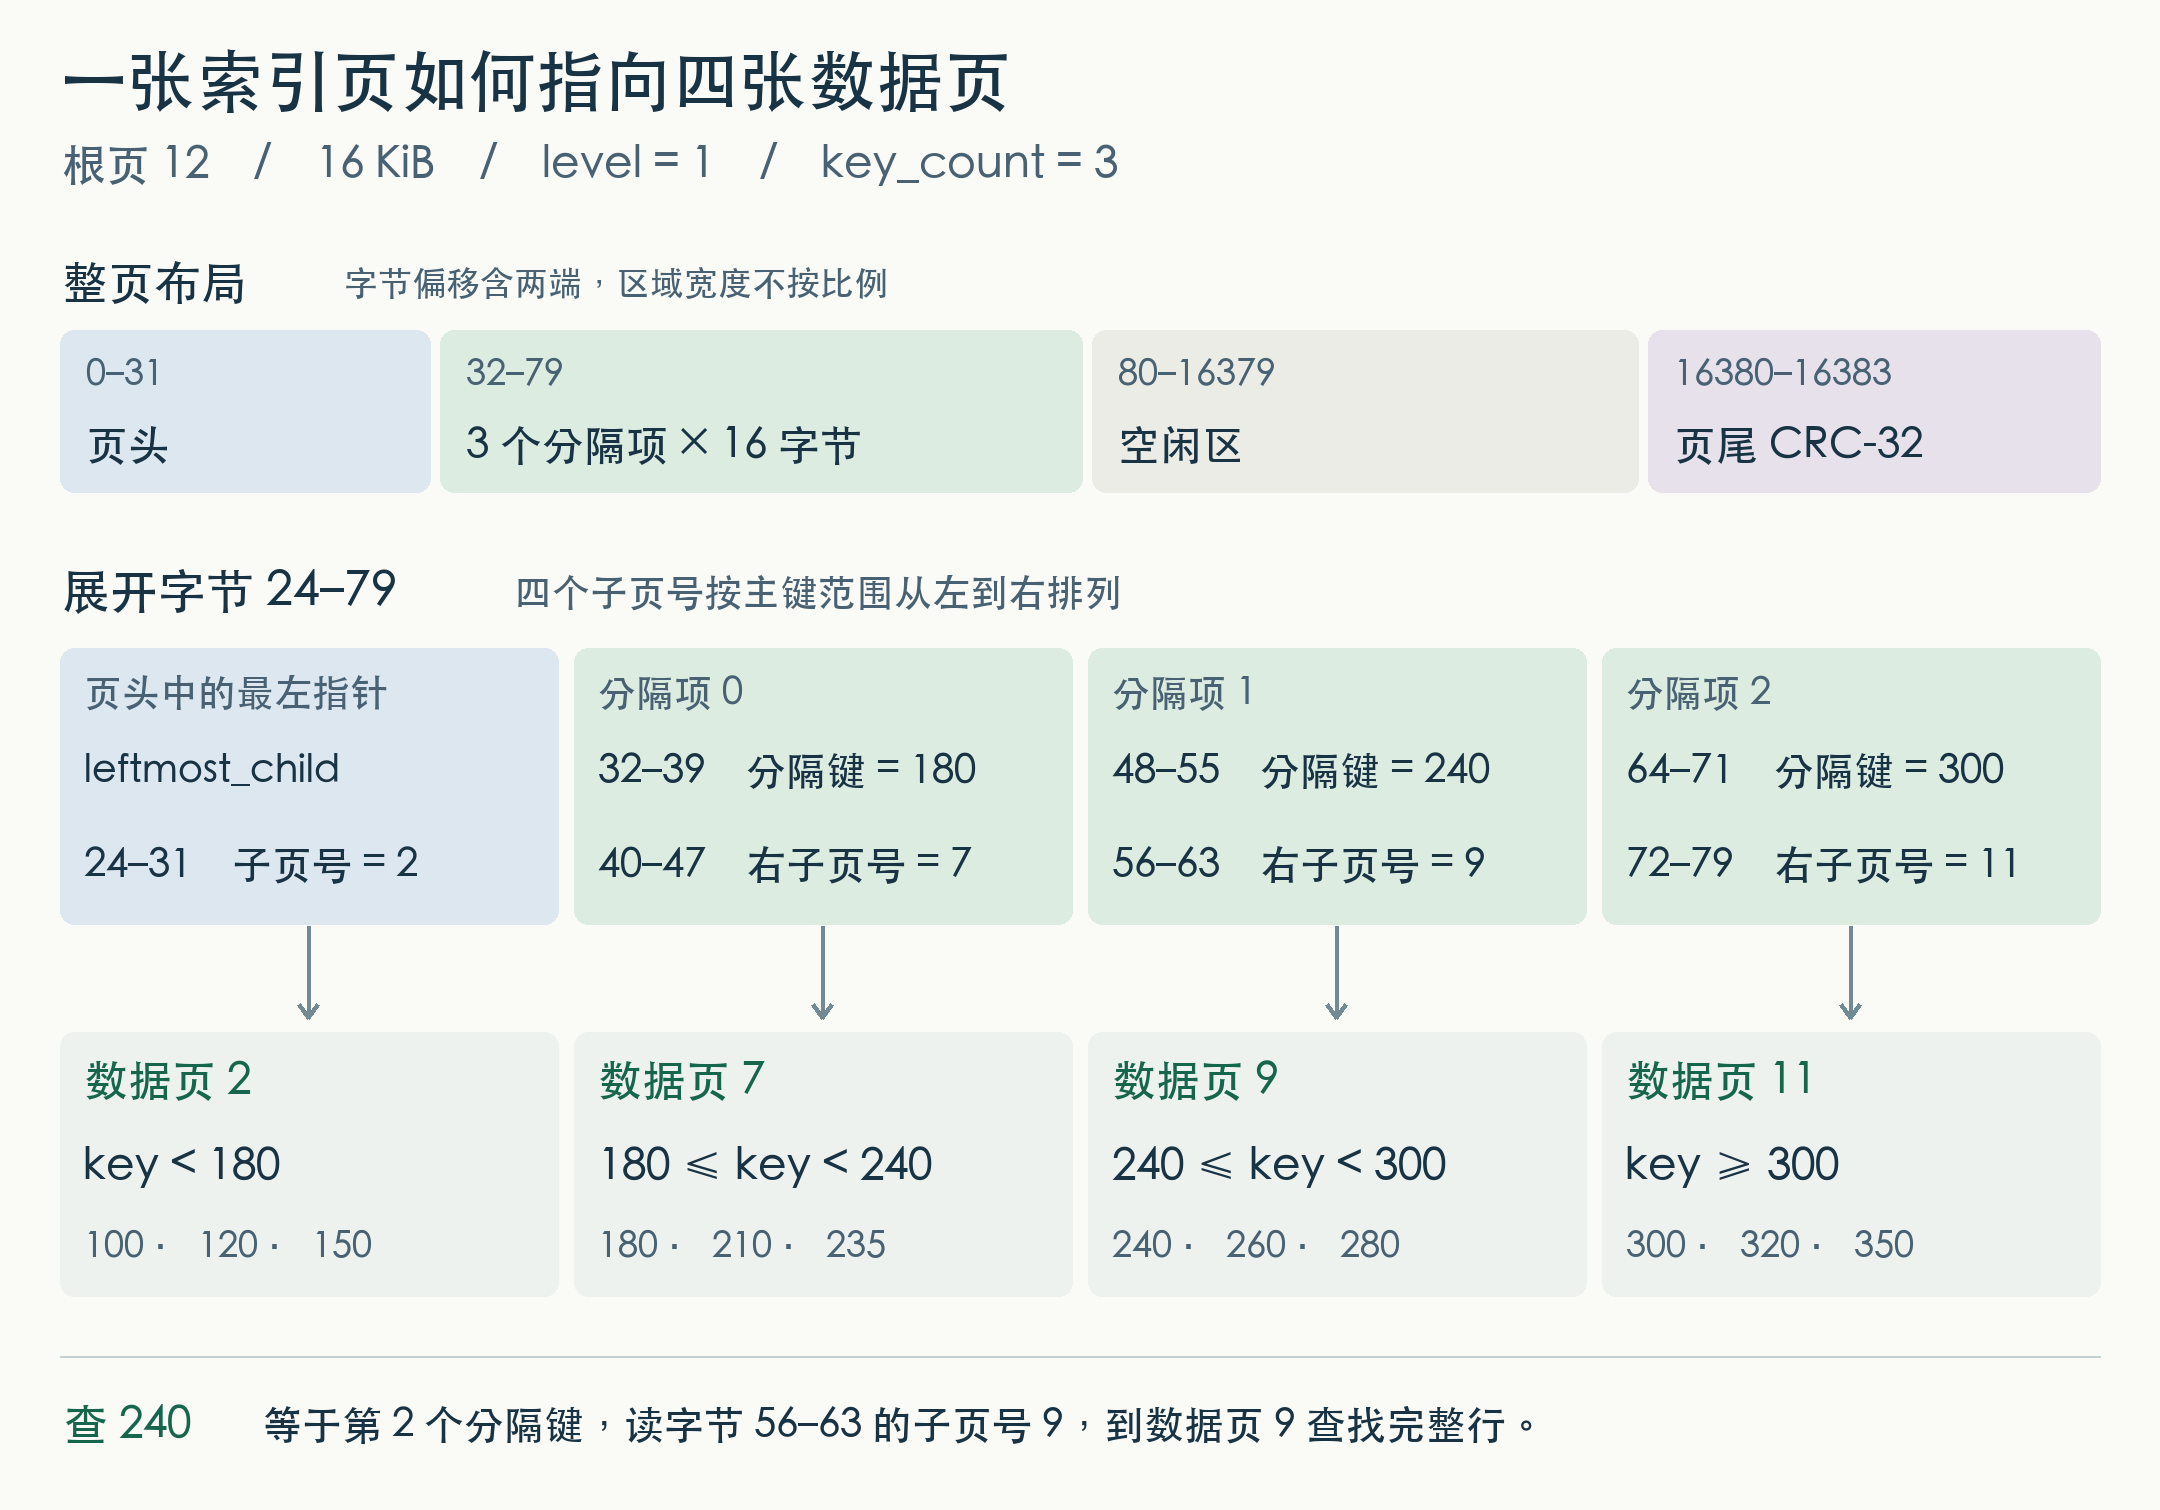 一张索引页如何指向四张数据页
根页 12 / 16 KiB / level = 1 / key_count = 3
整页布局 字节偏移含两端，区域宽度不按比例
0–31
页头
32–79
3 个分隔项 × 16 字节
80–16379
空闲区
16380–16383
页尾 CRC-32
展开字节 24–79 四个子页号按主键范围从左到右排列
页头中的最左指针
leftmost_child
24–31 子页号 = 2
分隔项 0
32–39 分隔键 = 180
40–47 右子页号 = 7
分隔项 1
48–55 分隔键 = 240
56–63 右子页号 = 9
分隔项 2
64–71 分隔键 = 300
72–79 右子页号 = 11
数据页 2
key < 180
100 · 120 · 150
数据页 7
180 ⩽ key < 240
180 · 210 · 235
数据页 9
240 ⩽ key < 300
240 · 260 · 280
数据页 11
key ⩾ 300
300 · 320 · 350
查 240 等于第 2 个分隔键，读字节 56–63 的子页号 9，到数据页 9 查找完整行。